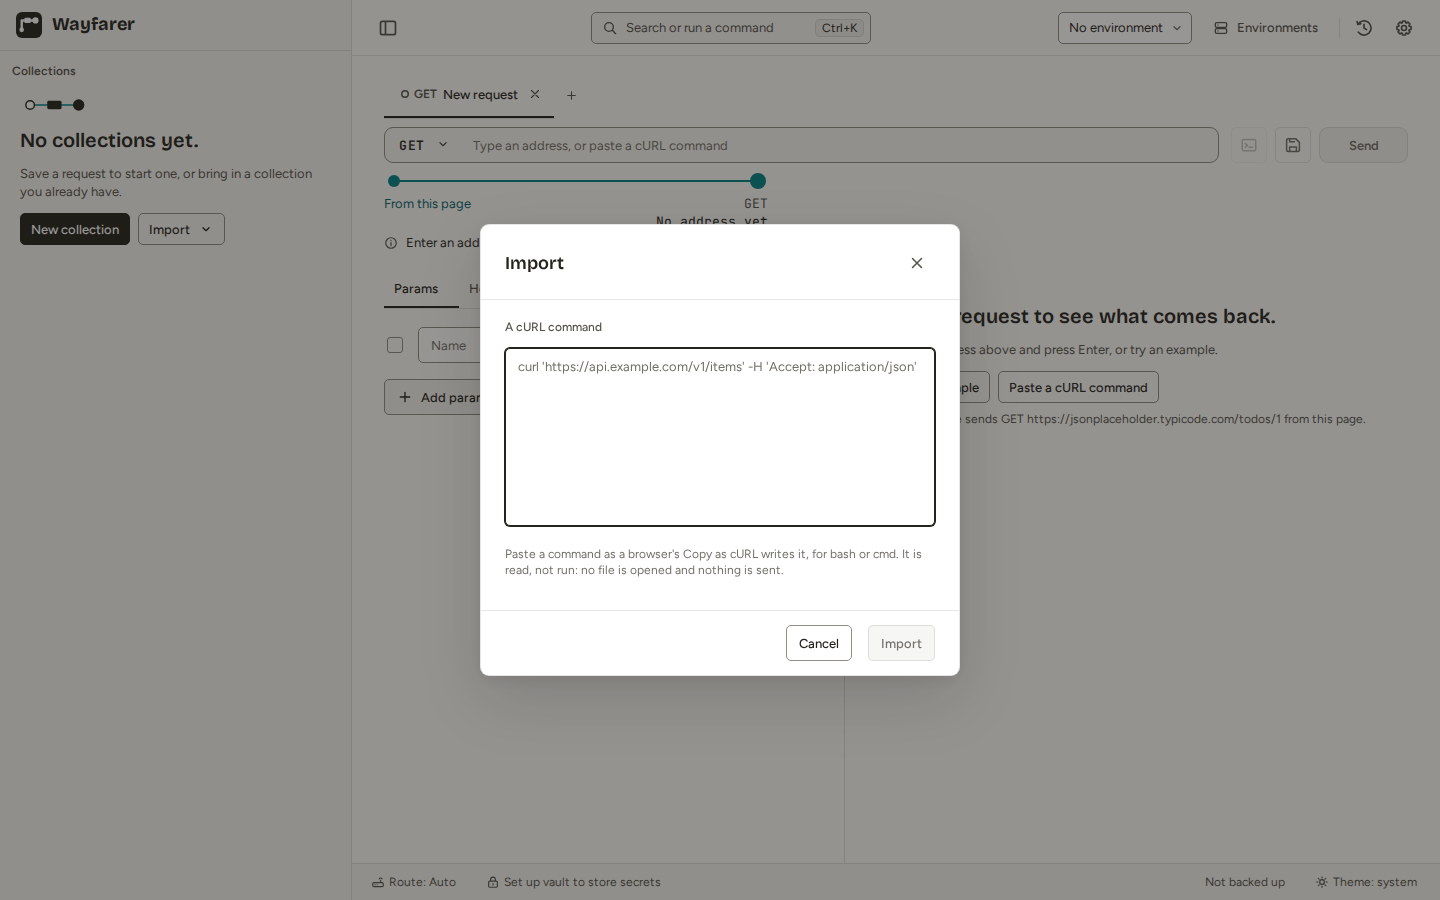 Wayfarer
Search or run a command
Ctrl+K
No environment
Environments
Collections
No collections yet.
Save a request to start one, or bring in a collection
you already have.
New collection
Import
GET New request
GET
Type an address, or paste a cURL command
Send
From this page
GET
No address yet
Enter an add
Params
Name
Add param
Import
A cURL command
curl 'https://api.example.com/v1/items' -H 'Accept: application/json'
Paste a command as a browser's Copy as cURL writes it, for bash or cmd. It is
read, not run: no file is opened and nothing is sent.
Cancel
Import
request to see what comes back.
ess above and press Enter, or try an example.
Paste a cURL command
sends GET https://jsonplaceholder.typicode.com/todos/1 from this page.
Route: Auto
Set up vault to store secrets
Not backed up
Theme: system